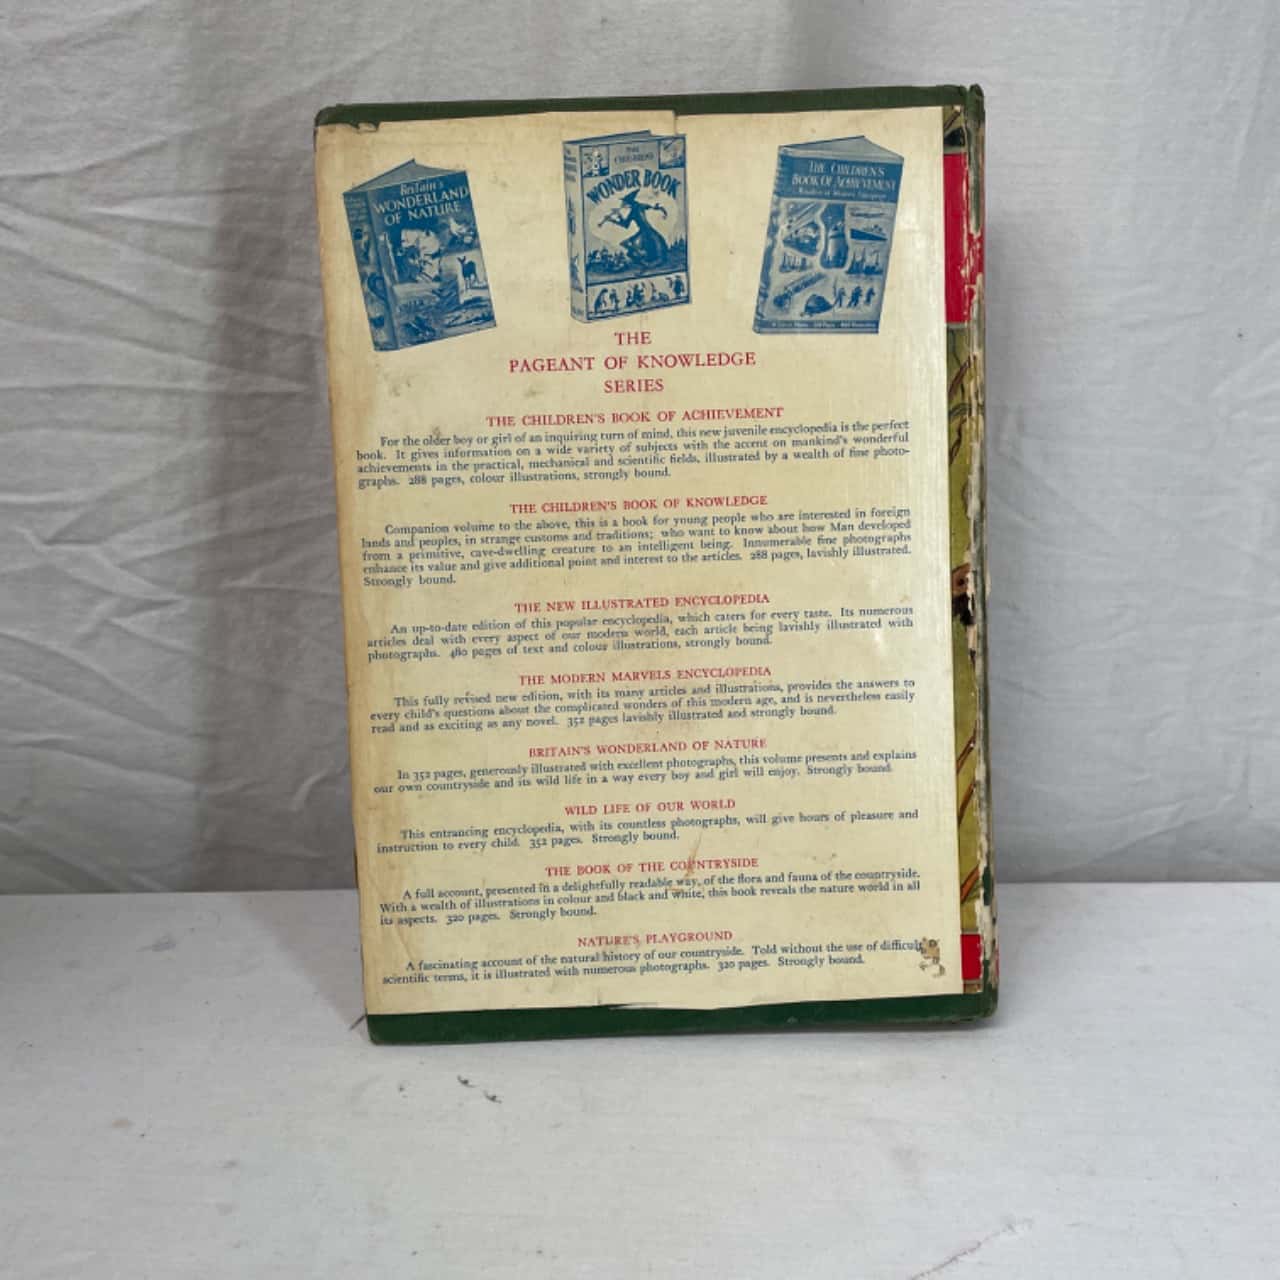 Britain's
WONDERLAND
OF NATURE
THE
CHILDREN'S
WONDER BOOK
THE CHILDREN'S
BOOK OF ACHIEVEMENT
THE
PAGEANT OF KNOWLEDGE
SERIES
THE CHILDREN'S BOOK OF ACHIEVEMENT
For the older boy or girl of an inquiring turn of mind, this new juvenile encyclopedia is the perfect
book. It gives information on a wide variety of subjects with the accent on mankind's wonderful
achievements in the practical, mechanical and scientific fields, illustrated by a wealth of fine photo-
graphs. 288 pages, colour illustrations, strongly bound.
THE CHILDREN'S BOOK OF KNOWLEDGE
Companion volume to the above, this is a book for young people who are interested in foreign
lands and peoples, in strange customs and traditions; who want to know about how Man developed
from a primitive, cave-dwelling creature to an intelligent being. Innumerable fine photographs
enhance its value and give additional point and interest to the articles. 288 pages, lavishly illustrated.
Strongly bound.
THE NEW ILLUSTRATED ENCYCLOPEDIA
An up-to-date edition of this popular encyclopedia, which caters for every taste. Its numerous
articles deal with every aspect of our modern world, each article being lavishly illustrated with
photographs. 480 pages of text and colour illustrations, strongly bound.
THE MODERN MARVELS ENCYCLOPEDIA
This fully revised new edition, with its many articles and illustrations, provides the answers to
every child's questions about the complicated wonders of this modern age, and is nevertheless easily
read and as exciting as any novel. 352 pages lavishly illustrated and strongly bound.
BRITAIN'S WONDERLAND OF NATURE
In 352 pages, generously illustrated with excellent photographs, this volume presents and explains
our own countryside and its wild life in a way every boy and girl will enjoy. Strongly bound.
WILD LIFE OF OUR WORLD
This entrancing encyclopedia, with its countless photographs, will give hours of pleasure and
instruction to every child. 352 pages. Strongly bound.
THE BOOK OF THE COUNTRYSIDE
A full account, presented in a delightfully readable way, of the flora and fauna of the countryside.
With a wealth of illustrations in colour and black and white, this book reveals the nature world in all
its aspects. 320 pages. Strongly bound.
NATURE'S PLAYGROUND
A fascinating account of the natural history of our countryside. Told without the use of difficult
scientific terms, it is illustrated with numerous photographs. 320 pages. Strongly bound.